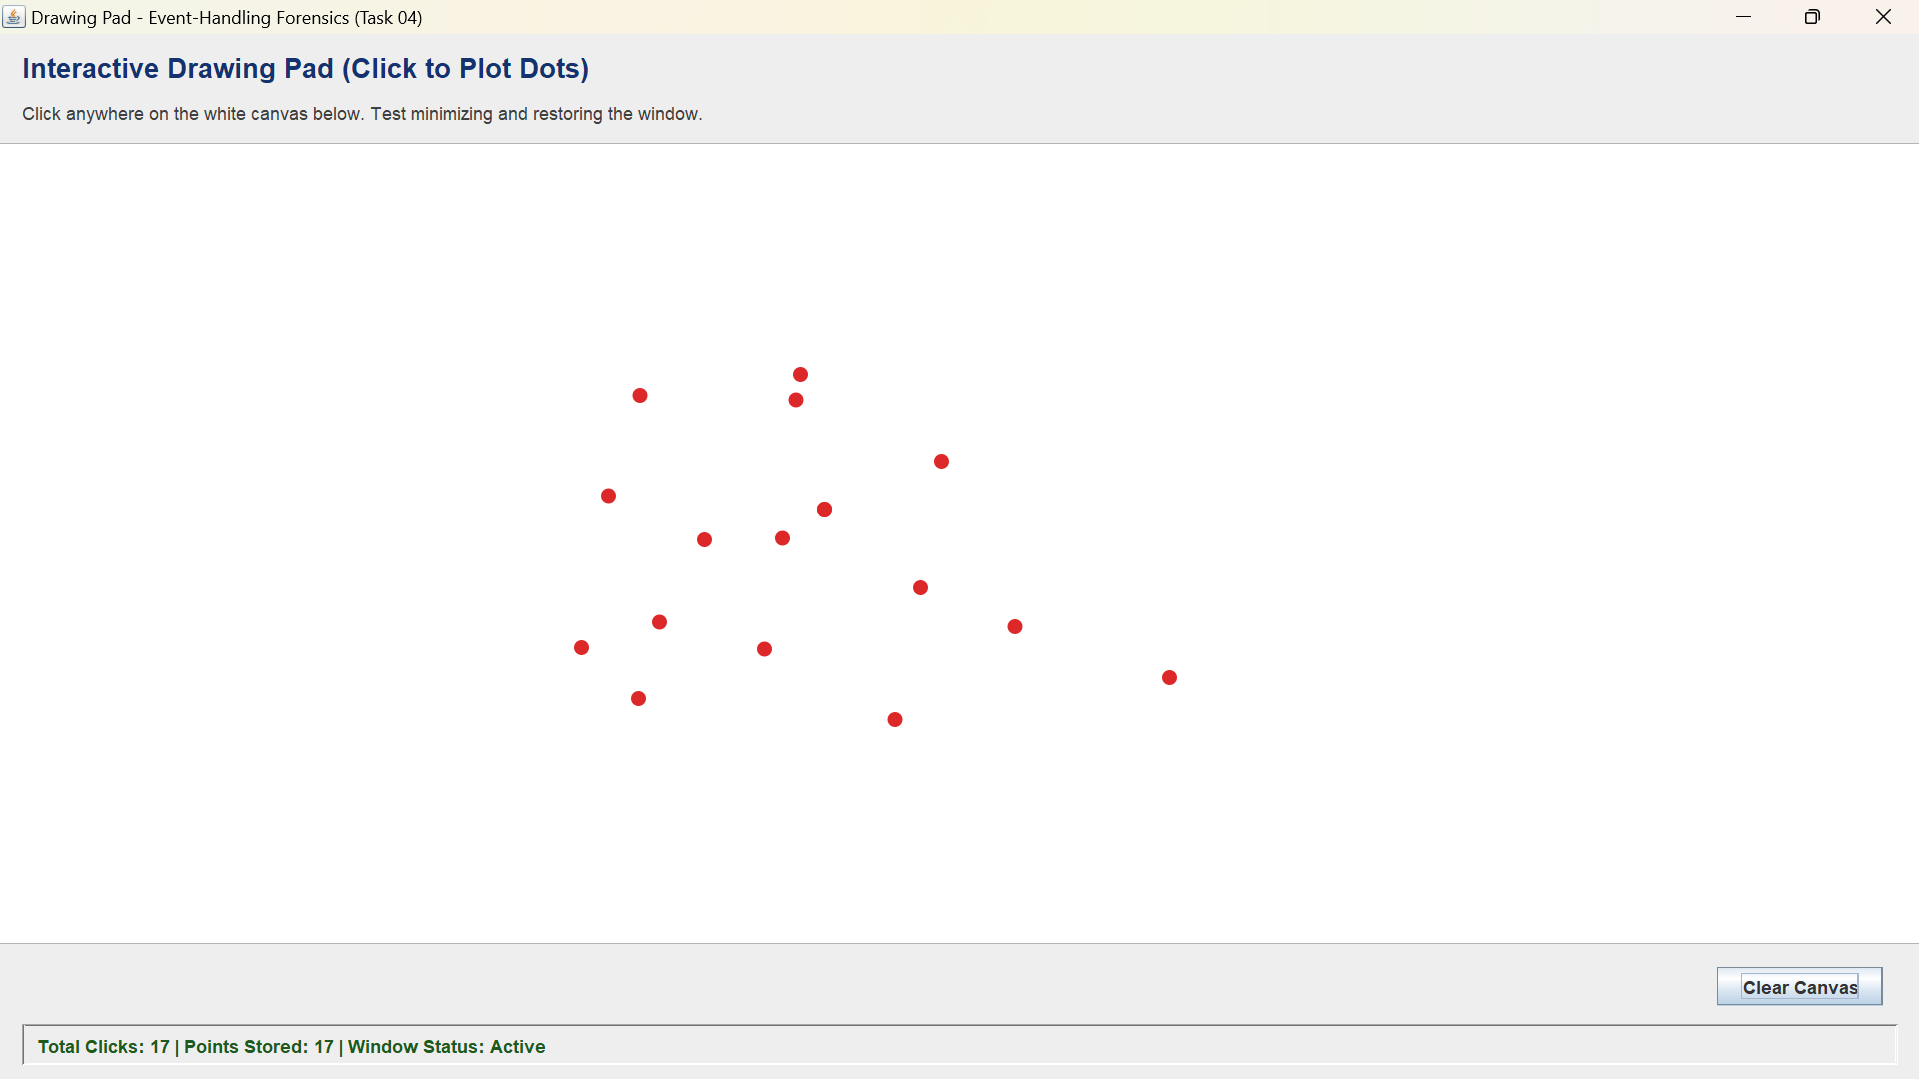 Drawing Pad - Event-Handling Forensics (Task 04)
Interactive Drawing Pad (Click to Plot Dots)
Click anywhere on the white canvas below. Test minimizing and restoring the window.
Clear Canvas
Total Clicks: 17 | Points Stored: 17 | Window Status: Active